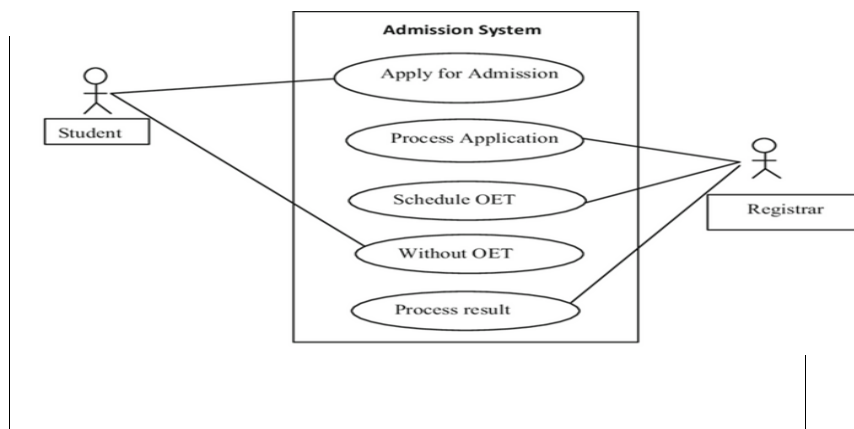 Admission System
Apply for Admission
Student
Process Application
Schedule OET
Registrar
Without OET
Process result